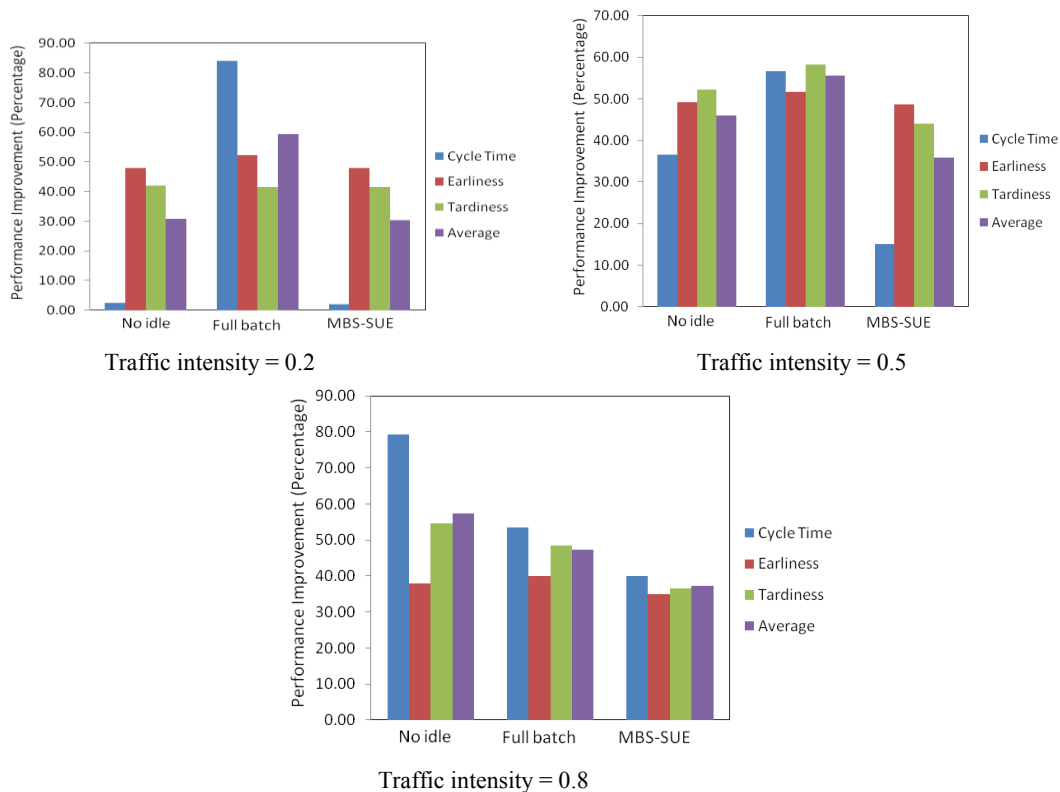 Performance Improvement (Percentage)
90.00
80.00
70.00
60.00
50.00
40.00
30.00
20.00
10.00
0.00
No idle
Full batch
MBS-SUE
Cycle Time
Earliness
Tardiness
Average
Traffic intensity = 0.2
Performance Improvement (Percentage)
70.00
60.00
50.00
40.00
30.00
20.00
10.00
0.00
No idle
Full batch
MBS-SUE
Cycle Time
Earliness
Tardiness
Average
Traffic intensity = 0.5
Performance Improvement (Percentage)
90.00
80.00
70.00
60.00
50.00
40.00
30.00
20.00
10.00
0.00
No idle
Full batch
MBS-SUE
Cycle Time
Earliness
Tardiness
Average
Traffic intensity = 0.8